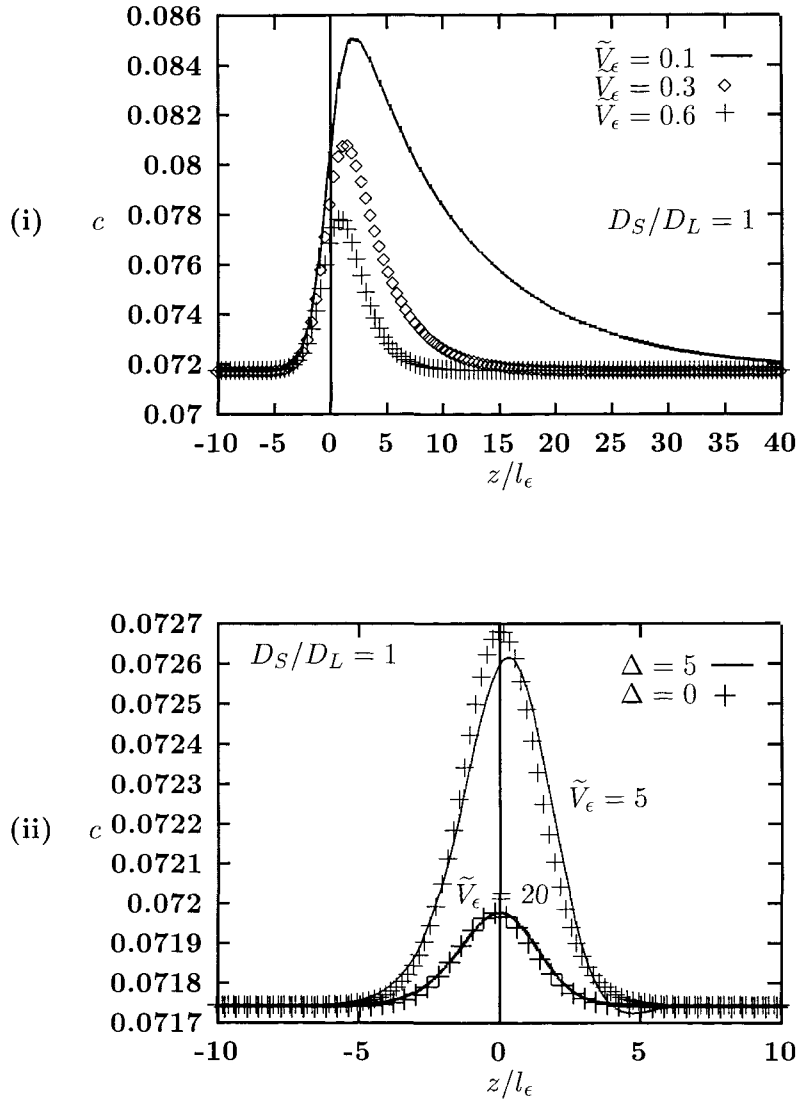 0.086
0.084
0.082
0.08
0.078
0.076
0.074
0.072
0.07
(i) c
Ṽ_ϵ = 0.1
Ṽ_ϵ = 0.3
Ṽ_ϵ = 0.6
D_S/D_L = 1
-10 -5 0 5 10 15 20 25 30 35 40
z/l_ϵ
0.0727
0.0726
0.0725
0.0724
0.0723
0.0722
0.0721
0.072
0.0719
0.0718
0.0717
(ii) c
D_S/D_L = 1
Δ = 5
Δ = 0
Ṽ_ϵ = 5
Ṽ_ϵ = 20
-10 -5 0 5 10
z/l_ϵ